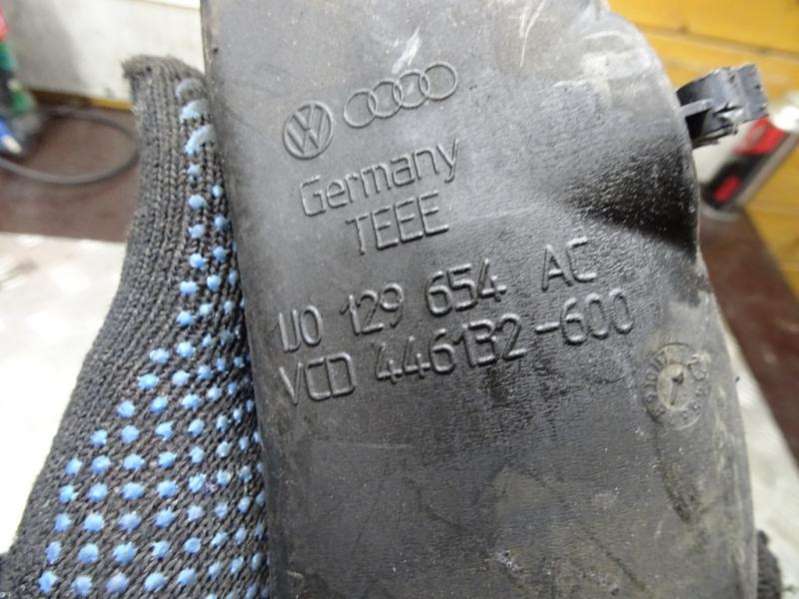 Germany
TEEE
1J0 129 654 AC
VCD 446132-600